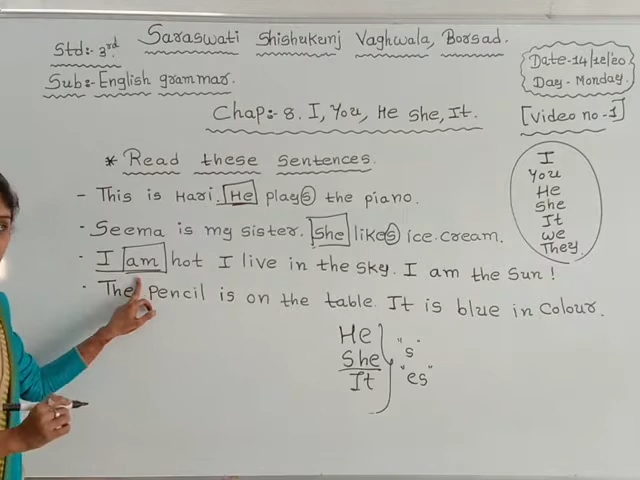 Std:- 3rd
Saraswati Shishukunj Vaghwala, Borsad.
Sub:- English grammar.
Date-14/12/20
Day-Monday.
Chap:- 8. I, You, He She, It.
[Video no-1]
* Read these sentences.
- This is Hari. He plays the piano.
- Seema is my sister. She likes ice.cream.
· I am hot I live in the sky. I am the Sun!
· The pencil is on the table. It is blue in Colour.
I
You
He
She
It
We
They
He
She
It
"s"
"es"